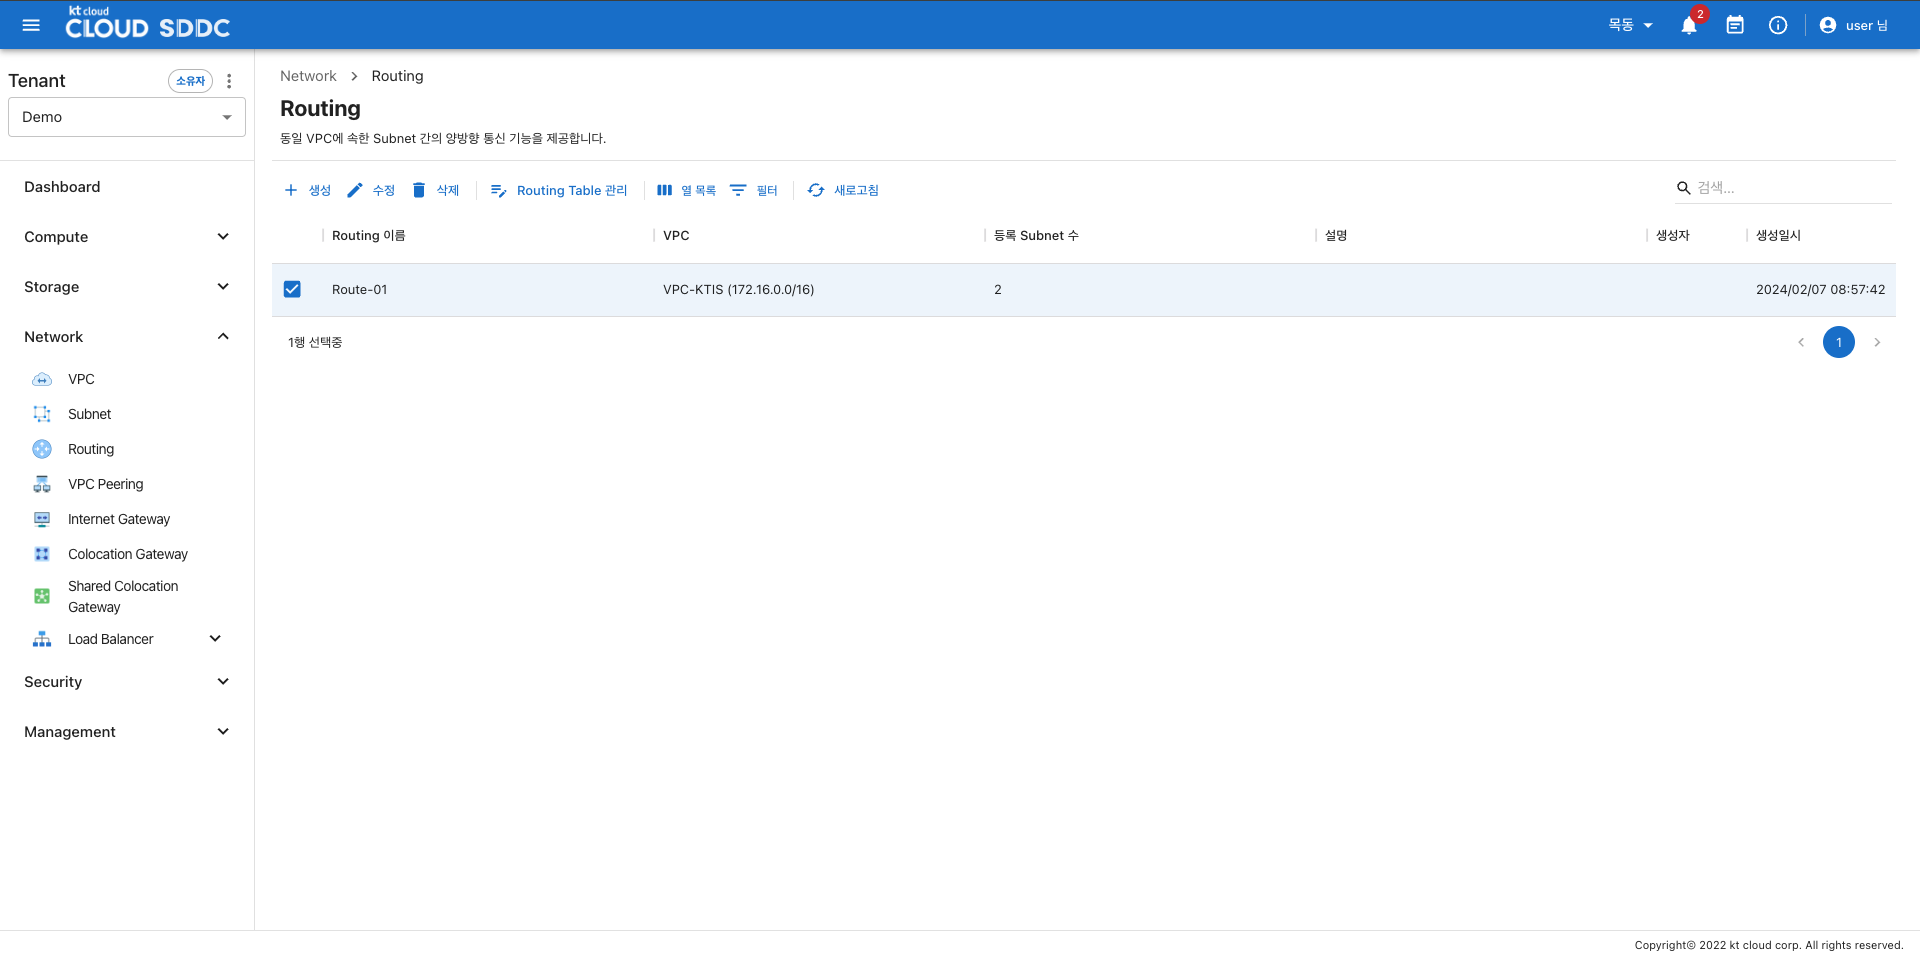 kt cloud
CLOUD SDDC
목동
2
user 님
Tenant
소유자
Demo
Dashboard
Compute
Storage
Network
VPC
Subnet
Routing
VPC Peering
Internet Gateway
Colocation Gateway
Shared Colocation
Gateway
Load Balancer
Security
Management
Network > Routing
Routing
동일 VPC에 속한 Subnet 간의 양방향 통신 기능을 제공합니다.
생성 수정 삭제 Routing Table 관리 열 목록 필터 새로고침 검색...
Routing 이름 VPC 등록 Subnet 수 설명 생성자 생성일시
Route-01 VPC-KTIS (172.16.0.0/16) 2 2024/02/07 08:57:42
1행 선택중
1
Copyright© 2022 kt cloud corp. All rights reserved.